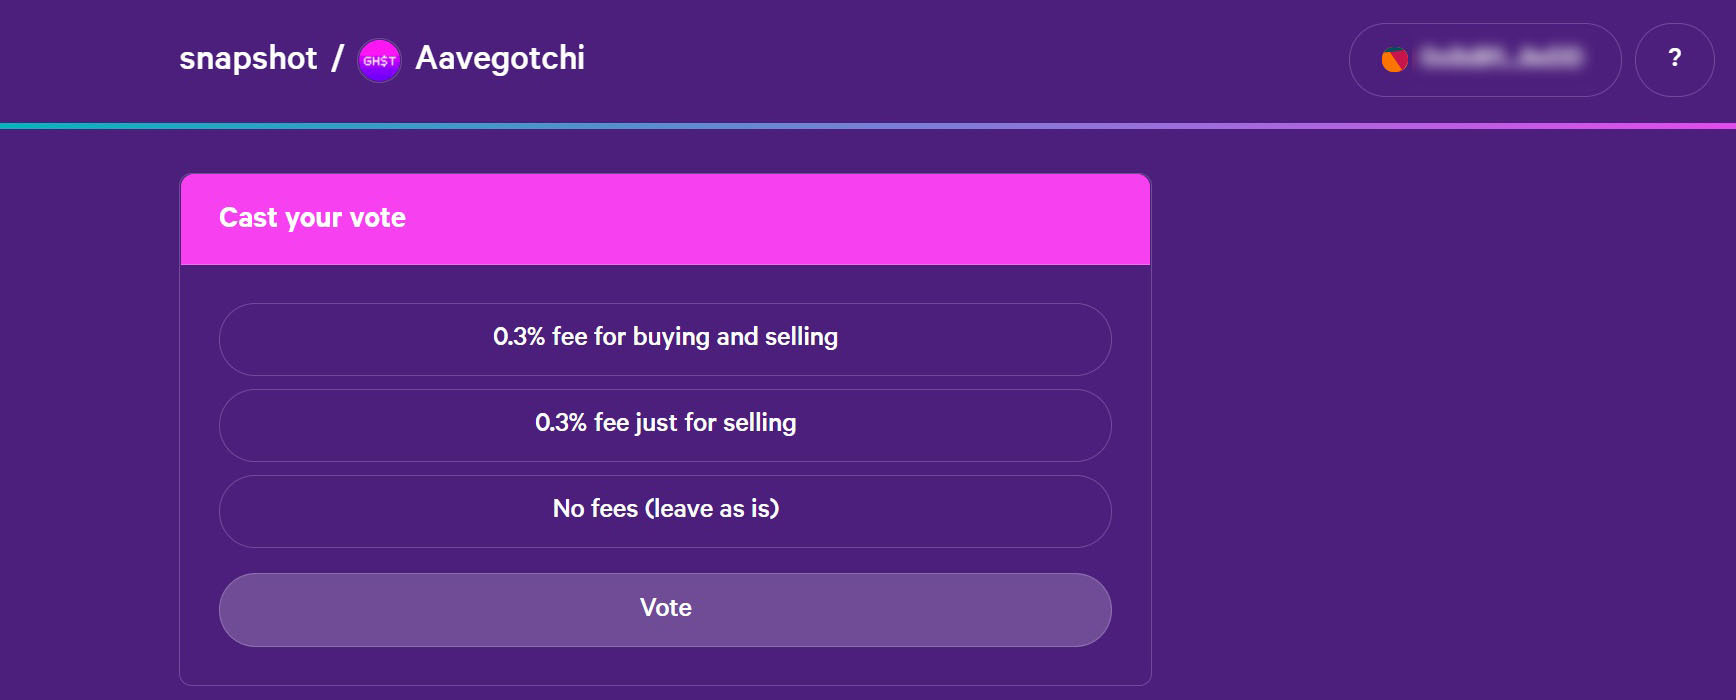 snapshot / GH$T Aavegotchi
?
Cast your vote
0.3% fee for buying and selling
0.3% fee just for selling
No fees (leave as is)
Vote